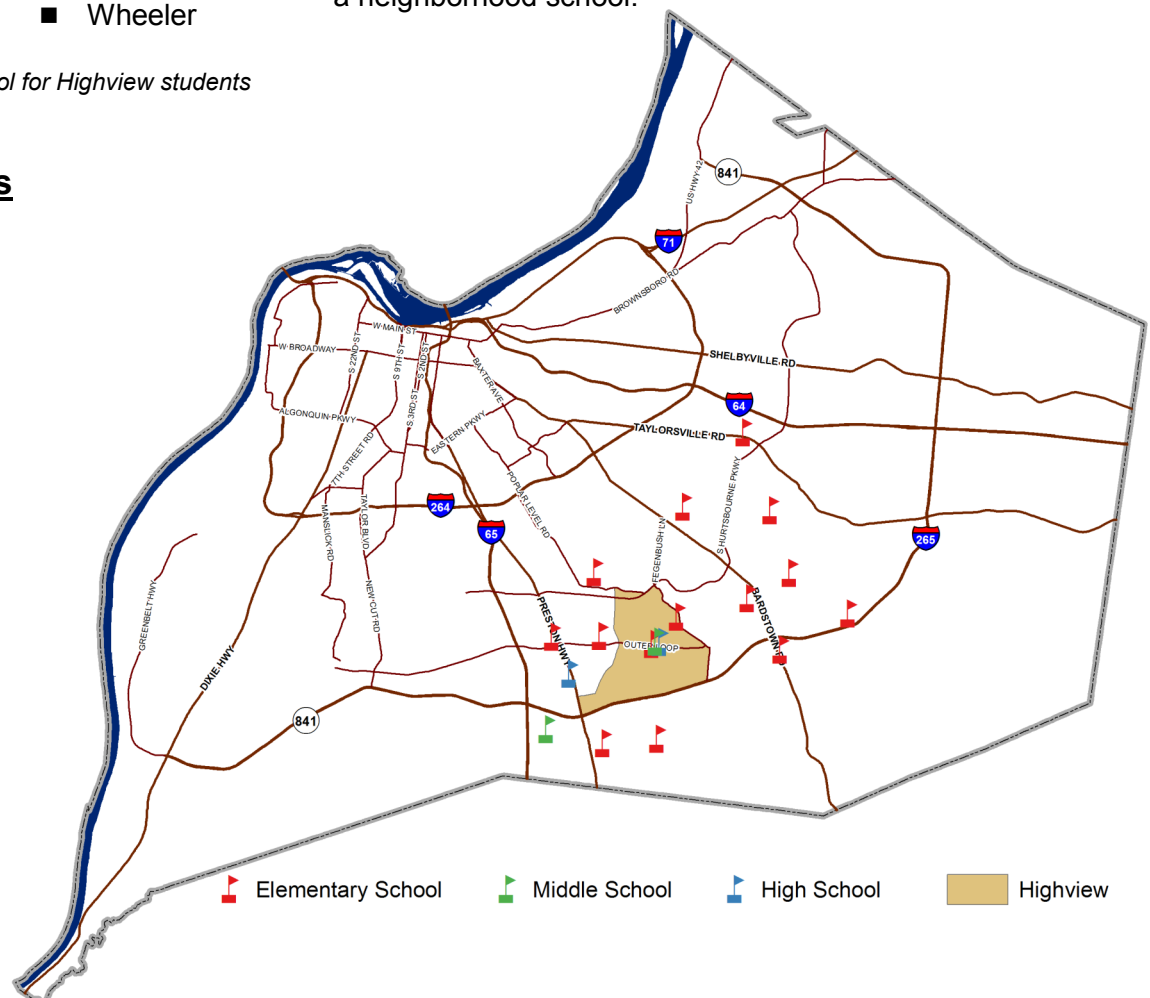 ■ Wheeler
a neighborhood school.
ol for Highview students
s
US HWY 42
841
71
BROWNSBORO RD
W MAIN ST
W BROADWAY
S 22ND ST
S 9TH ST
S 2ND ST
S 3RD ST
BAXTER AVE
SHELBYVILLE RD
64
ALGONQUIN PKWY
EASTERN PKWY
TAYLORSVILLE RD
7TH STREET RD
POPLAR LEVEL RD
S HURTSBOURNE PKWY
264
65
MANSLICK RD
TAYLOR BLVD
FEGENBUSH LN
265
GREENBELT HWY
NEW CUT RD
PRESTON HWY
BARDSTOWN R
OUTER LOOP
DIXIE HWY
841
Elementary School
Middle School
High School
Highview